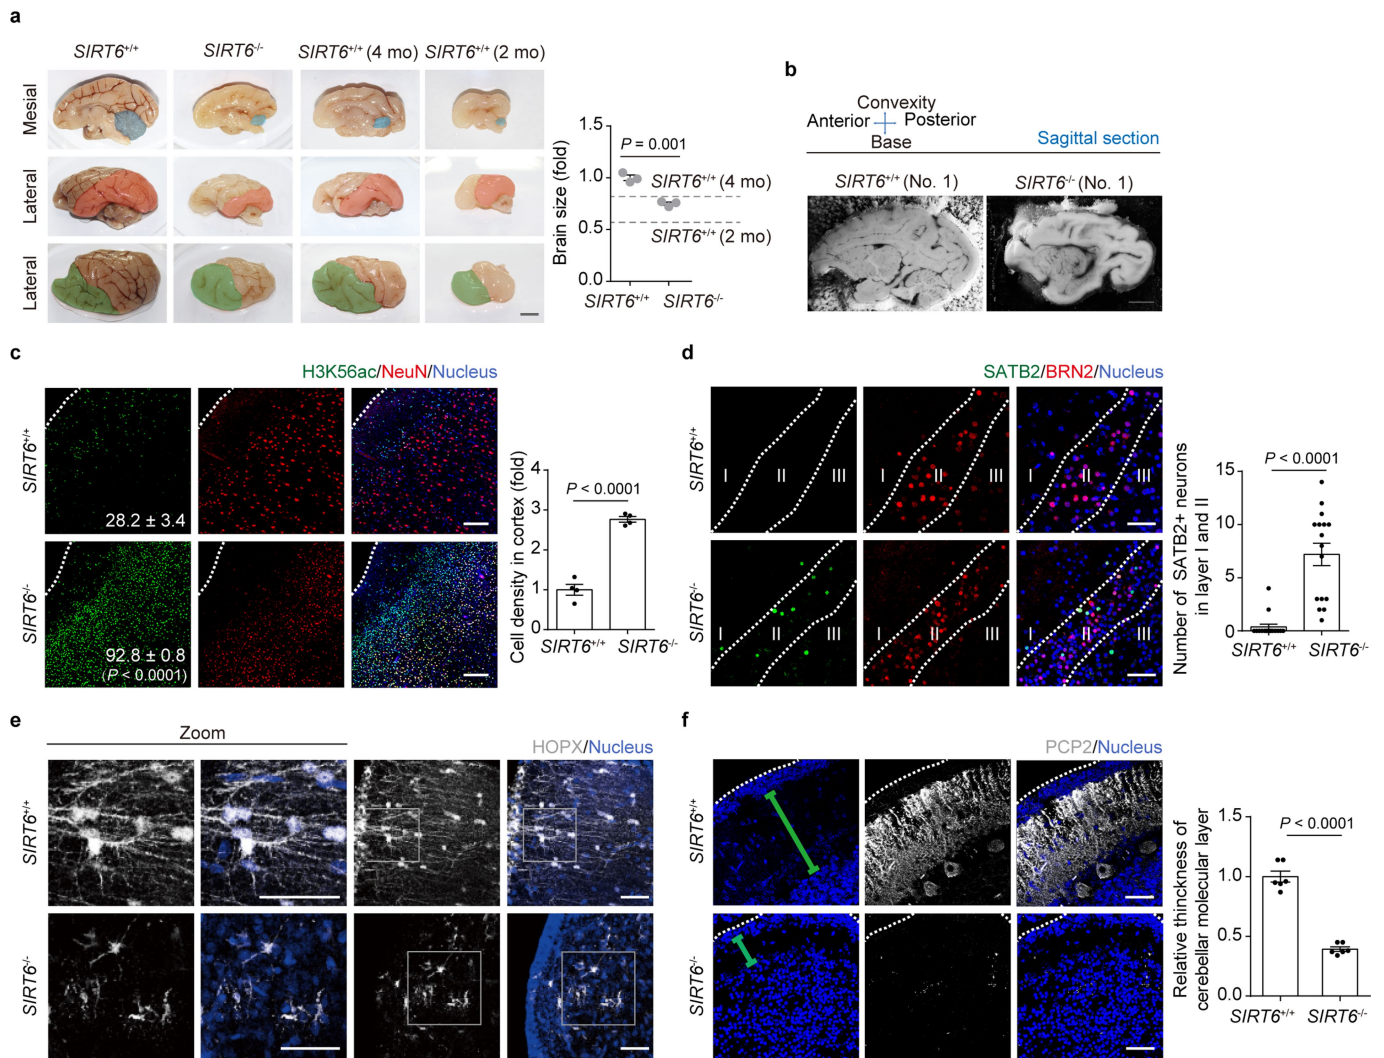 a
SIRT6+/+
SIRT6-/-
SIRT6+/+ (4 mo)
SIRT6+/+ (2 mo)
Mesial
Lateral
Lateral
Brain size (fold)
1.5
1.0
0.5
0.0
P = 0.001
SIRT6+/+ (4 mo)
SIRT6+/+ (2 mo)
SIRT6+/+
SIRT6-/-
b
Convexity
Anterior
Posterior
Base
Sagittal section
SIRT6+/+ (No. 1)
SIRT6-/- (No. 1)
c
H3K56ac/NeuN/Nucleus
SIRT6+/+
28.2 ± 3.4
SIRT6-/-
92.8 ± 0.8
(P < 0.0001)
Cell density in cortex (fold)
4
3
2
1
0
P < 0.0001
SIRT6+/+
SIRT6-/-
d
SATB2/BRN2/Nucleus
SIRT6+/+
I II III
I II III
I II III
SIRT6-/-
I II III
I II III
I II III
Number of SATB2+ neurons
in layer I and II
15
10
5
0
P < 0.0001
SIRT6+/+
SIRT6-/-
e
Zoom
HOPX/Nucleus
SIRT6+/+
SIRT6-/-
f
PCP2/Nucleus
SIRT6+/+
SIRT6-/-
Relative thinckness of
cerebellar molecular layer
1.5
1.0
0.5
0.0
P < 0.0001
SIRT6+/+
SIRT6-/-